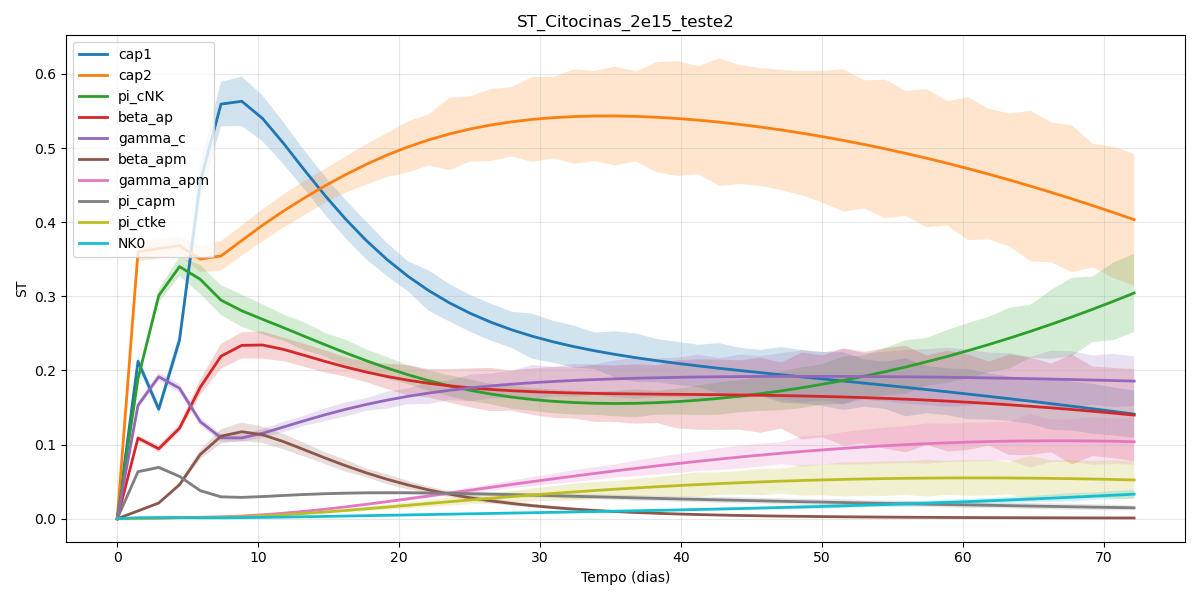 ST_Citocinas_2e15_teste2
cap1
cap2
pi_cNK
beta_ap
gamma_c
beta_apm
gamma_apm
pi_capm
pi_ctke
NK0
ST
0.6
0.5
0.4
0.3
0.2
0.1
0.0
0 10 20 30 40 50 60 70
Tempo (dias)